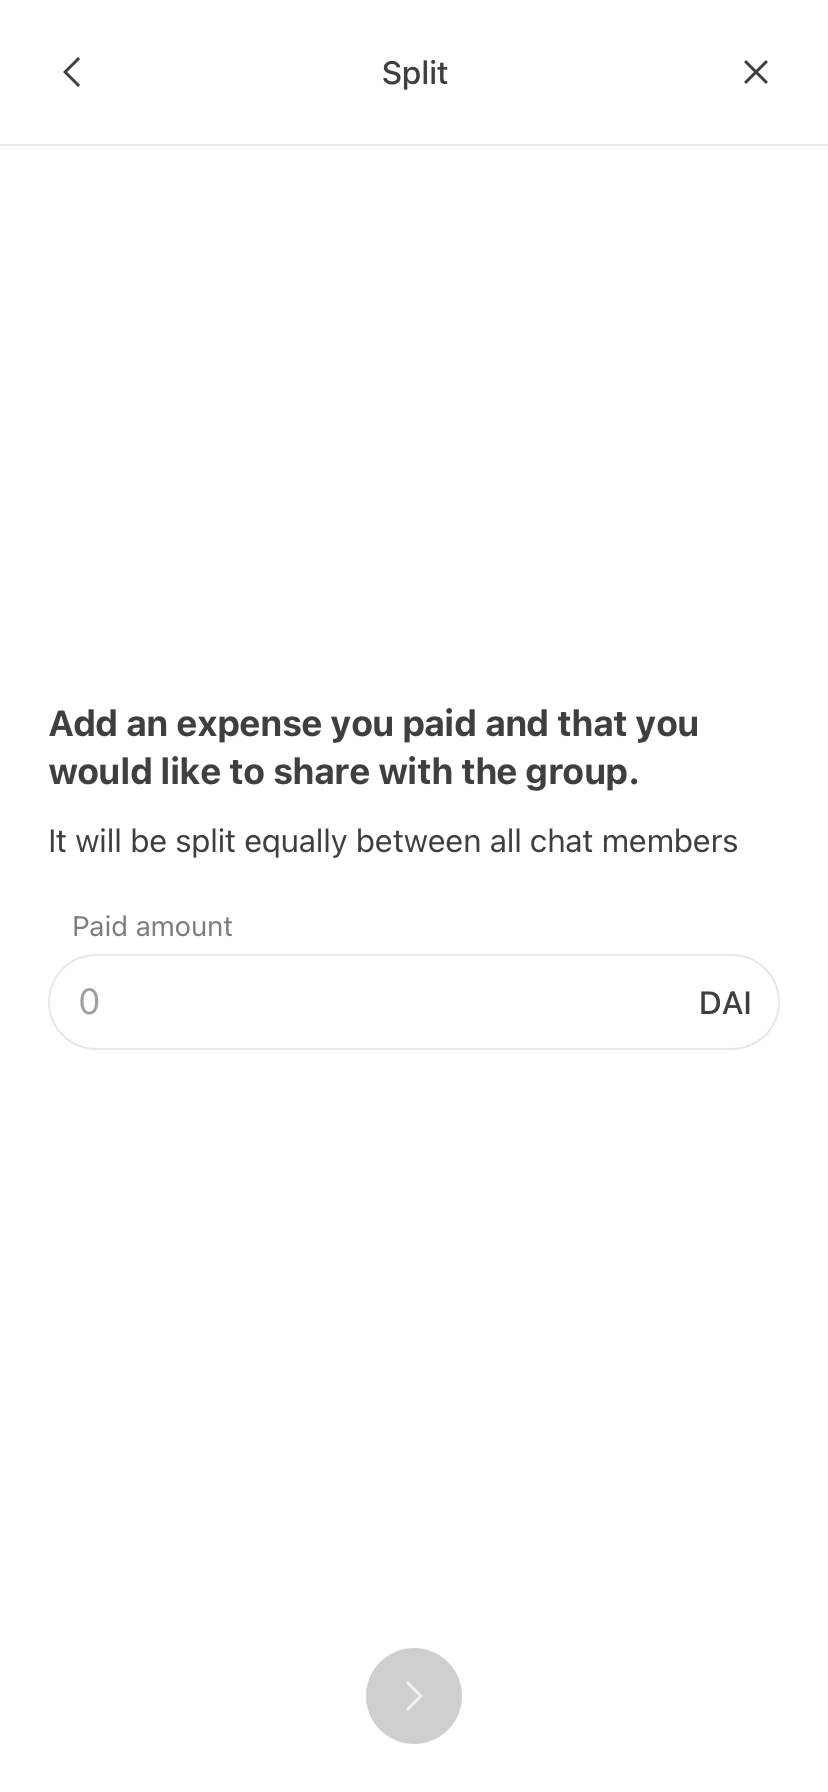 Split
Add an expense you paid and that you
would like to share with the group.
It will be split equally between all chat members
Paid amount
0 DAI